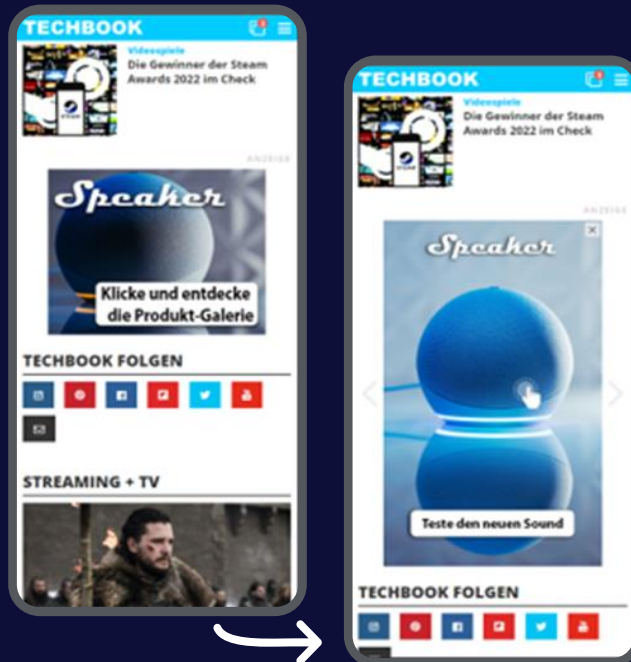 TECHBOOK
Videospiele
Die Gewinner der Steam
Awards 2022 im Check
ANZEIGE
Speaker
Klicke und entdecke
die Produkt-Galerie
TECHBOOK FOLGEN
STREAMING + TV
TECHBOOK
Videospiele
Die Gewinner der Steam
Awards 2022 im Check
ANZEIGE
Speaker
Teste den neuen Sound
TECHBOOK FOLGEN